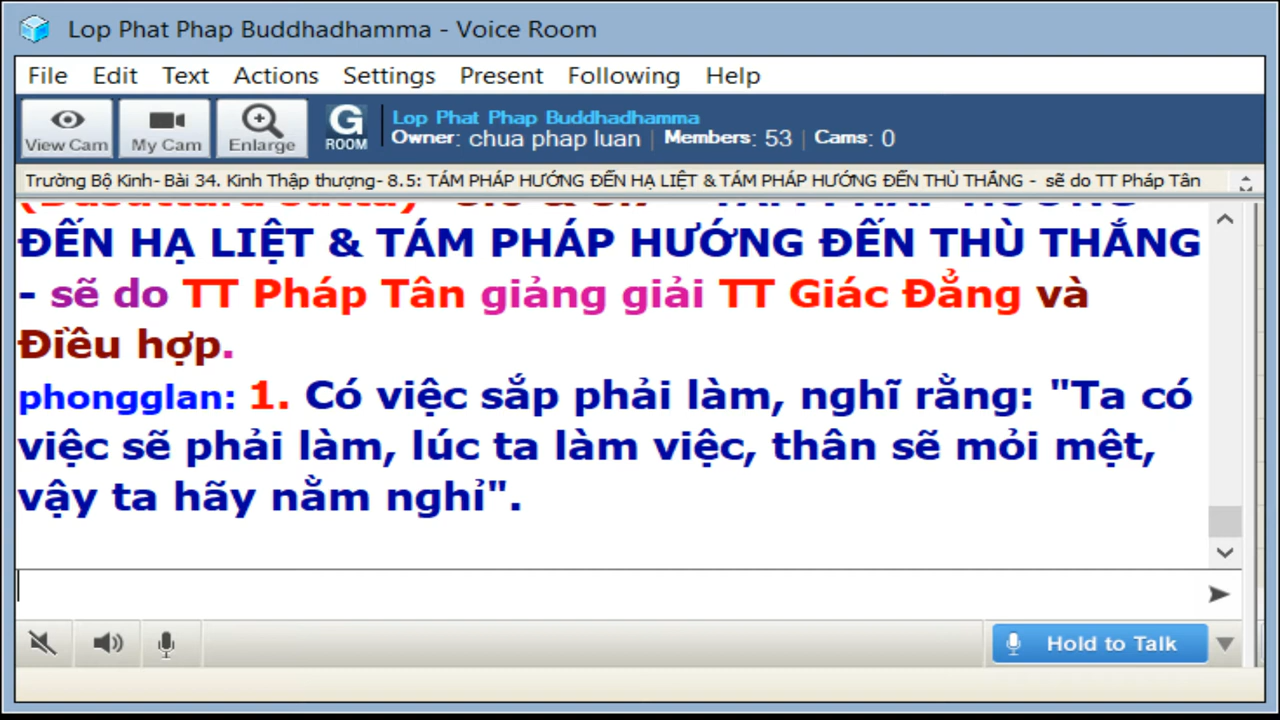 Lop Phat Phap Buddhadhamma - Voice Room
File Edit Text Actions Settings Present Following Help
View Cam My Cam Enlarge G ROOM
Lop Phat Phap Buddhadhamma
Owner: chua phap luan | Members: 53 | Cams: 0
Trường Bộ Kinh- Bài 34. Kinh Thập thượng- 8.5: TÁM PHÁP HƯỚNG ĐẾN HẠ LIỆT & TÁM PHÁP HƯỚNG ĐẾN THÙ THẮNG - sẽ do TT Pháp Tân
ĐẾN HẠ LIỆT & TÁM PHÁP HƯỚNG ĐẾN THÙ THẮNG
- sẽ do TT Pháp Tân giảng giải TT Giác Đẳng và
Điều hợp.
phongglan: 1. Có việc sắp phải làm, nghĩ rằng: "Ta có
việc sẽ phải làm, lúc ta làm việc, thân sẽ mỏi mệt,
vậy ta hãy nằm nghỉ".
Hold to Talk